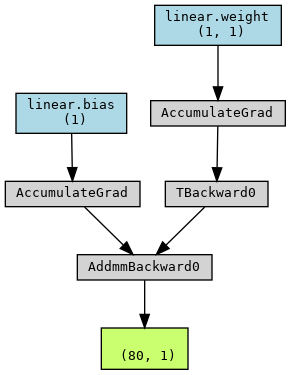 linear.weight
(1, 1)
linear.bias
(1)
AccumulateGrad
AccumulateGrad
TBackward0
AddmmBackward0
(80, 1)